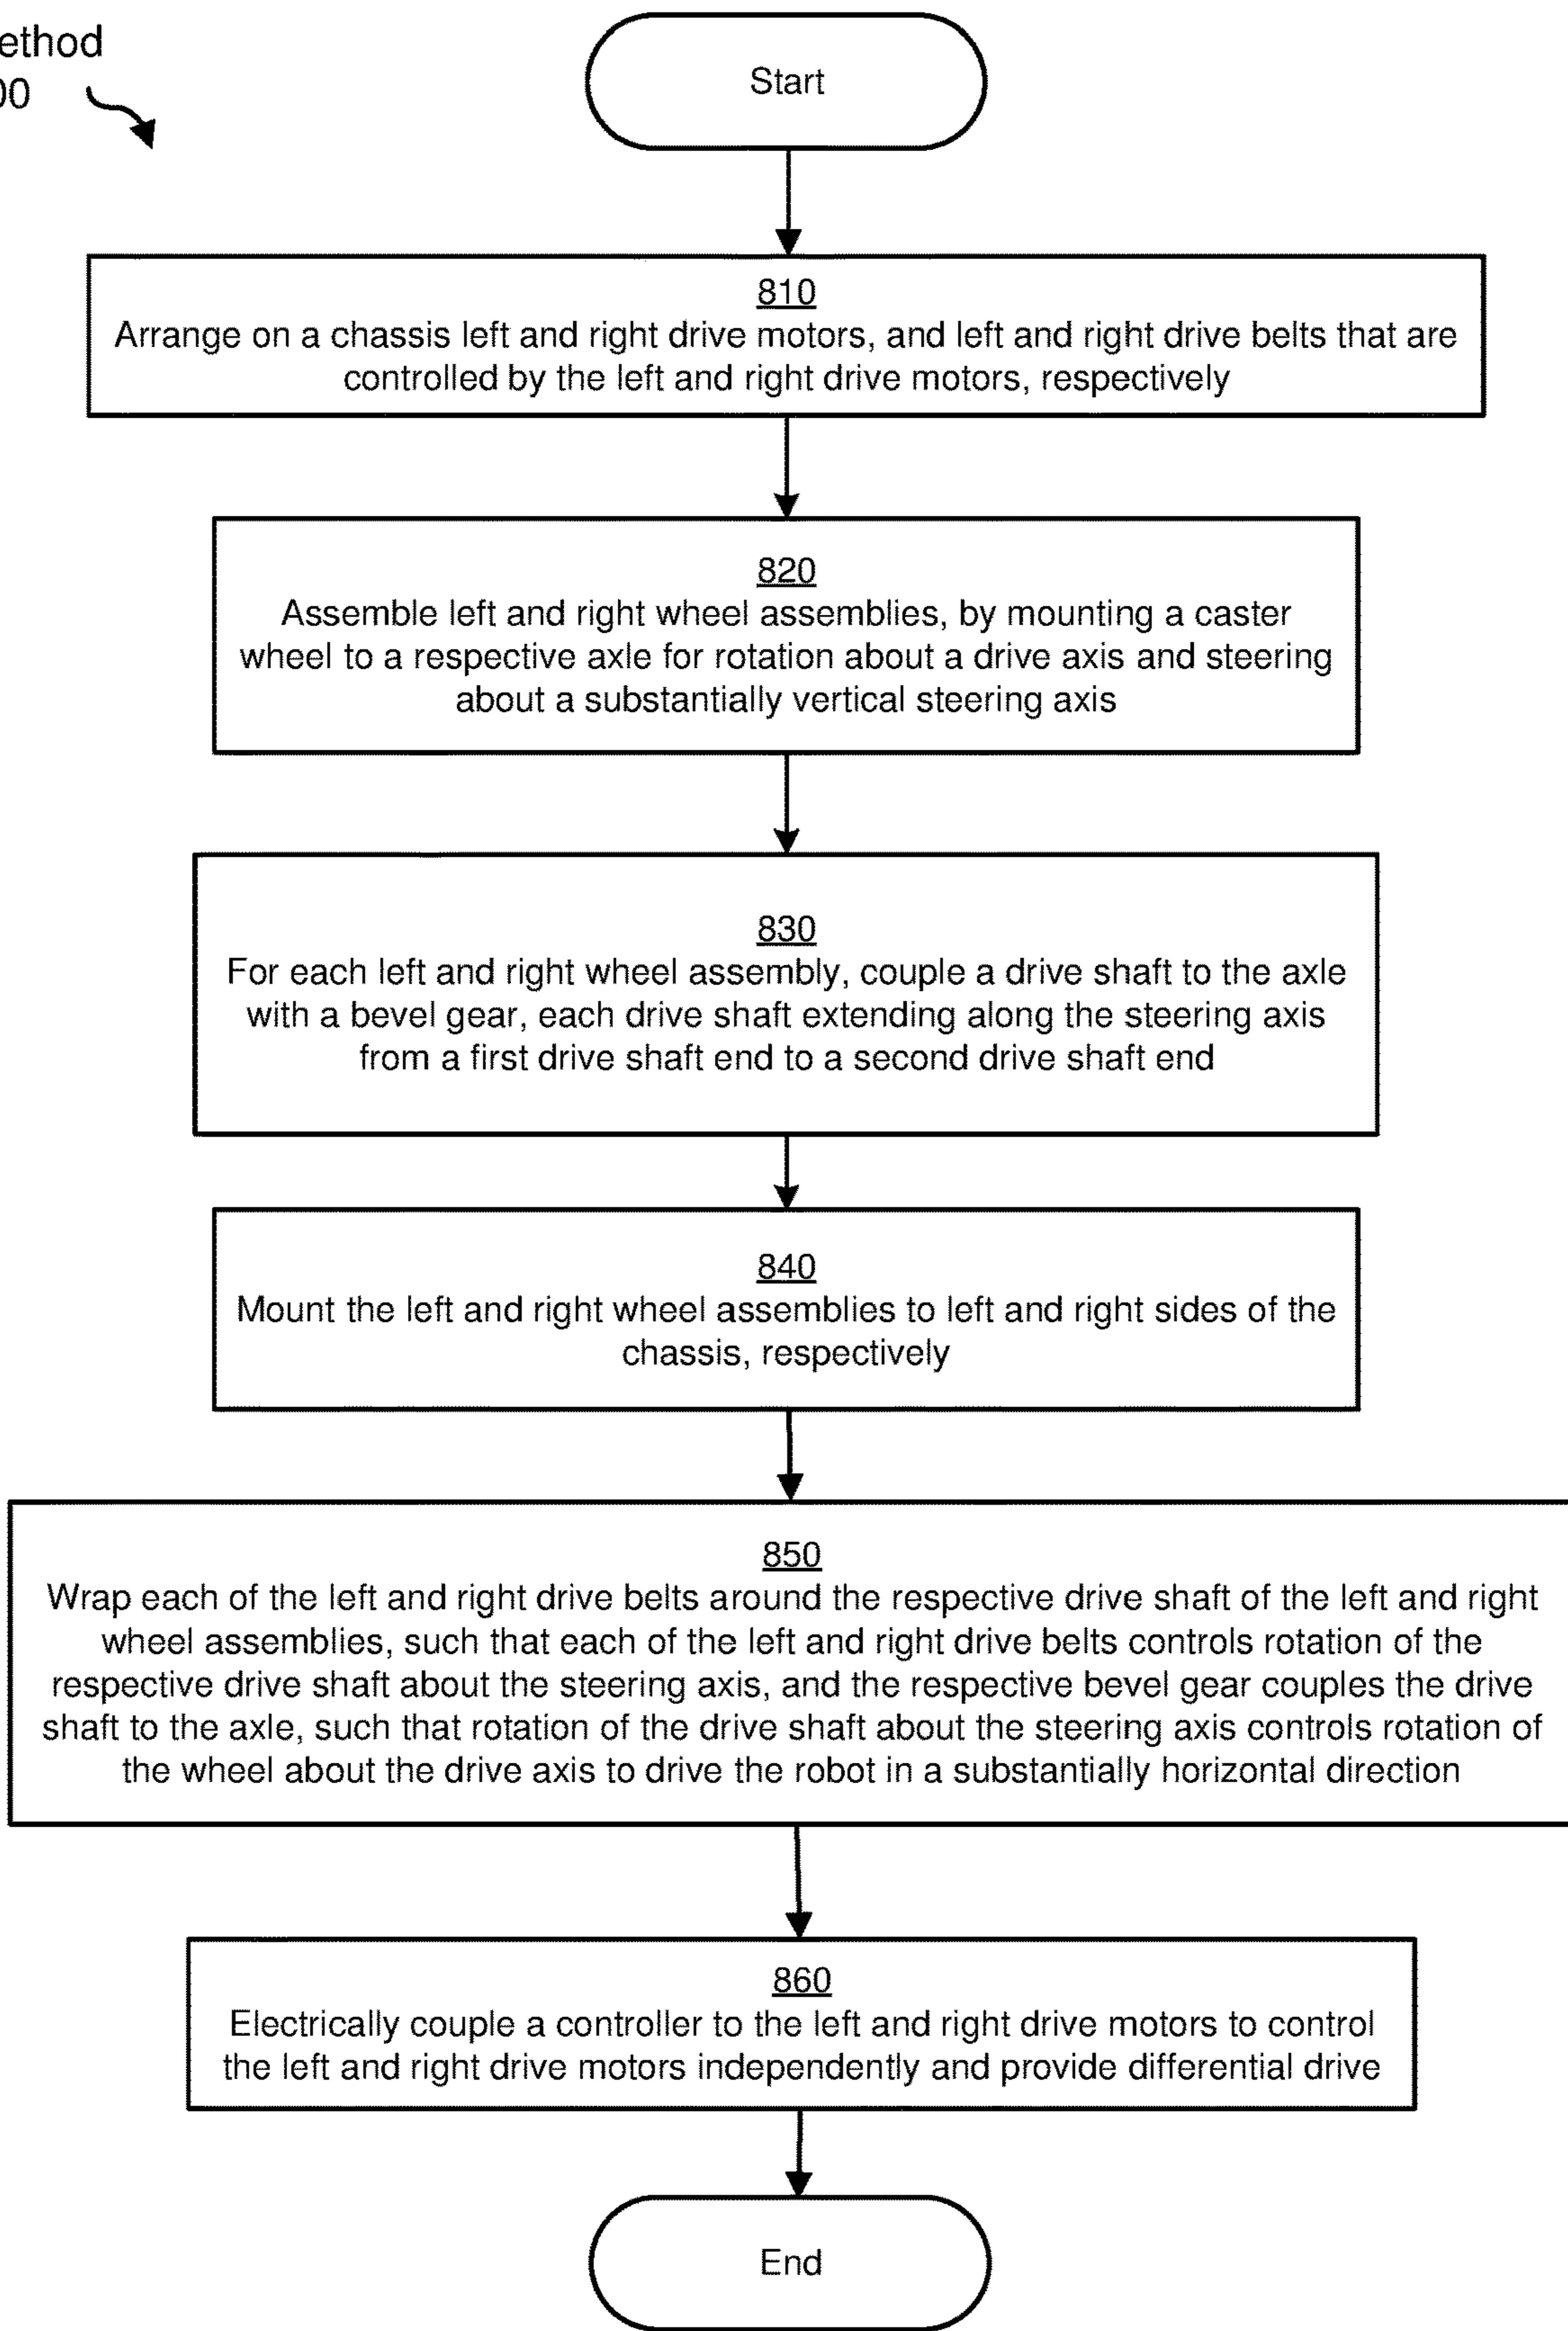 ethod
00
Start
810
Arrange on a chassis left and right drive motors, and left and right drive belts that are
controlled by the left and right drive motors, respectively
820
Assemble left and right wheel assemblies, by mounting a caster
wheel to a respective axle for rotation about a drive axis and steering
about a substantially vertical steering axis
830
For each left and right wheel assembly, couple a drive shaft to the axle
with a bevel gear, each drive shaft extending along the steering axis
from a first drive shaft end to a second drive shaft end
840
Mount the left and right wheel assemblies to left and right sides of the
chassis, respectively
850
Wrap each of the left and right drive belts around the respective drive shaft of the left and right
wheel assemblies, such that each of the left and right drive belts controls rotation of the
respective drive shaft about the steering axis, and the respective bevel gear couples the drive
shaft to the axle, such that rotation of the drive shaft about the steering axis controls rotation of
the wheel about the drive axis to drive the robot in a substantially horizontal direction
860
Electrically couple a controller to the left and right drive motors to control
the left and right drive motors independently and provide differential drive
End